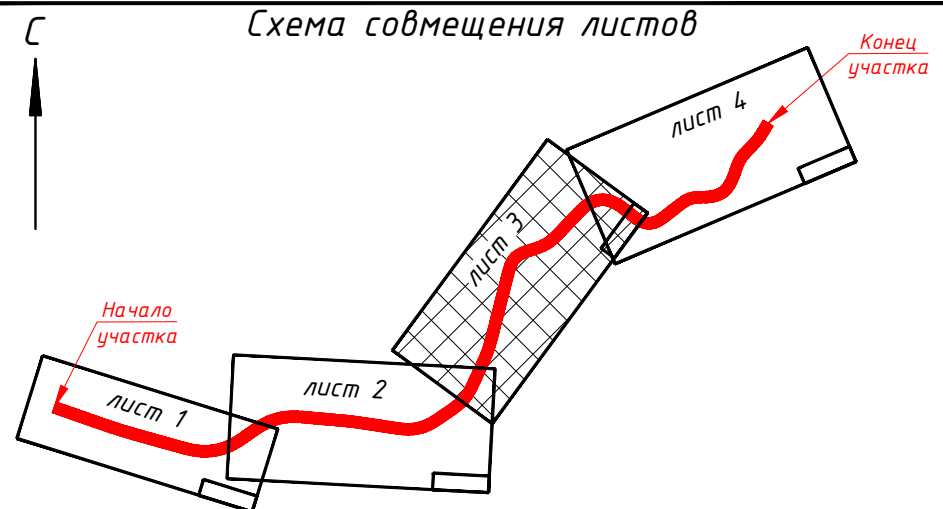 С
Схема совмещения листов
Конец
участка
лист 4
лист 3
Начало
участка
лист 2
лист 1